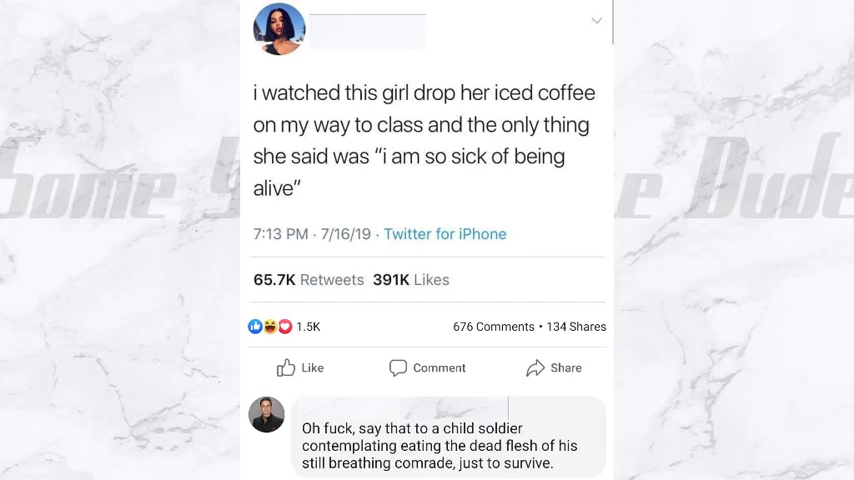 i watched this girl drop her iced coffee
on my way to class and the only thing
she said was “i am so sick of being
alive”
7:13 PM · 7/16/19 · Twitter for iPhone
65.7K Retweets 391K Likes
1.5K
676 Comments • 134 Shares
Like
Comment
Share
Oh fuck, say that to a child soldier
contemplating eating the dead flesh of his
still breathing comrade, just to survive.
Some
Dude